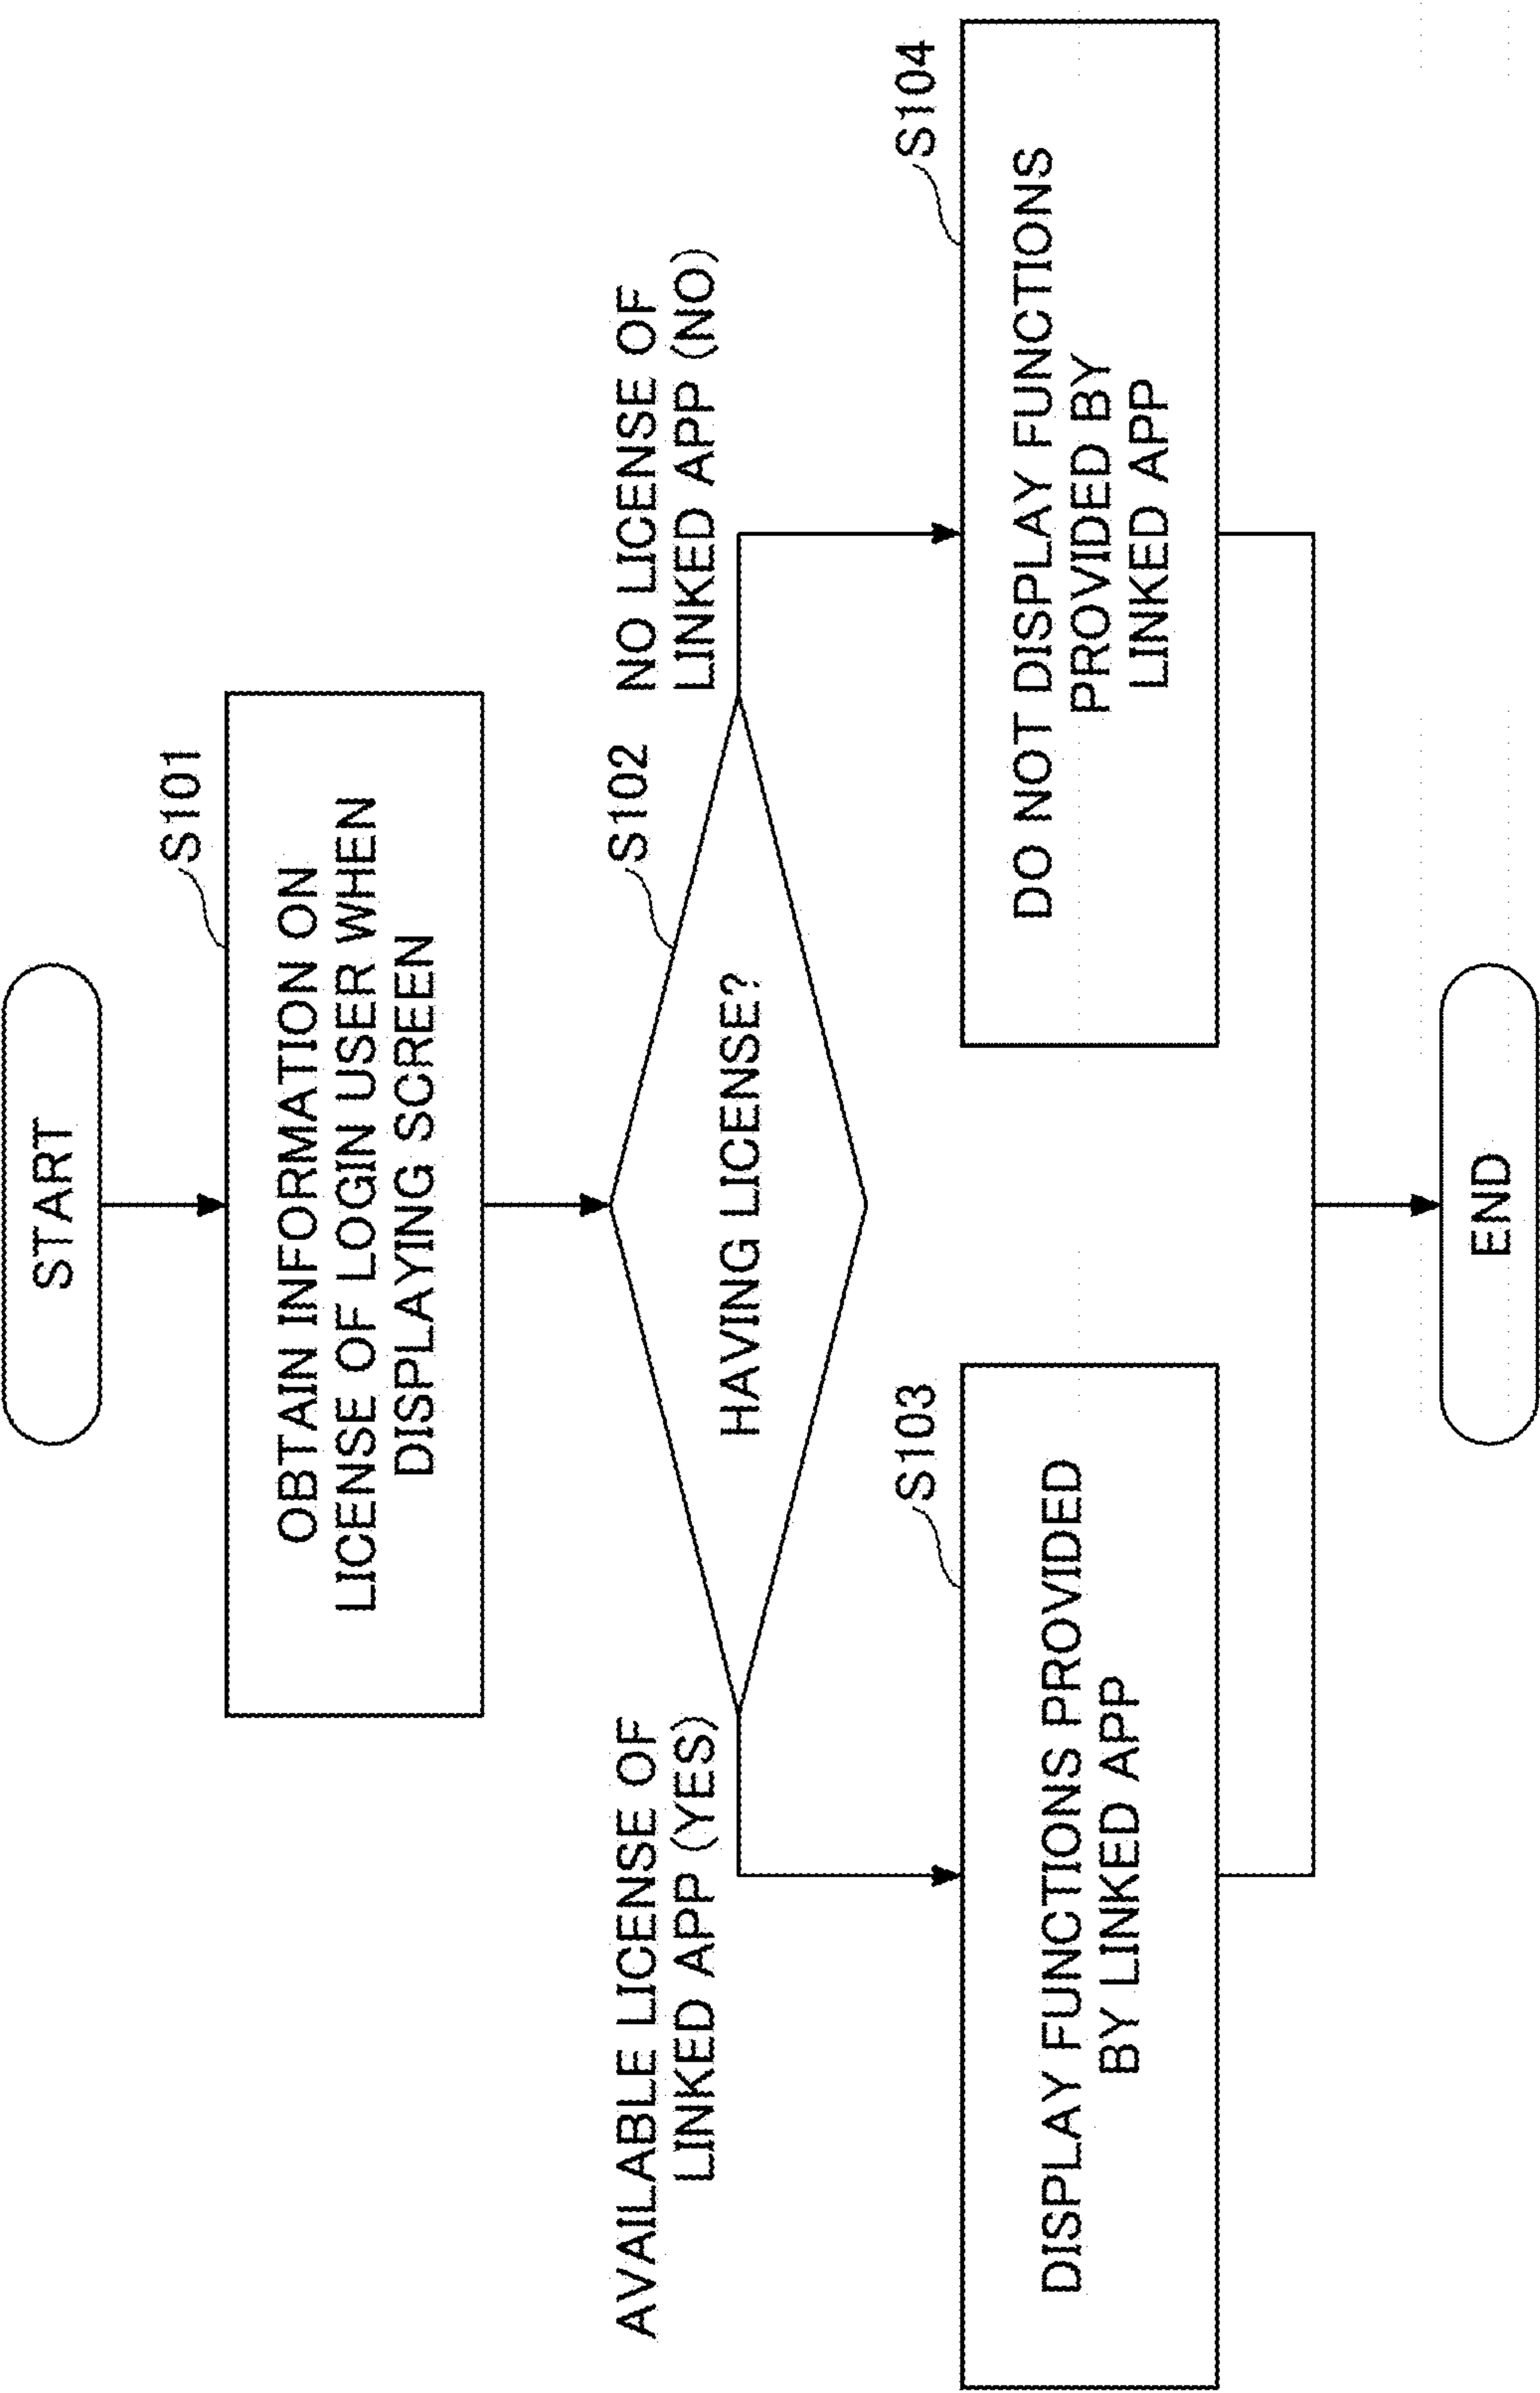 START
S101
OBTAIN INFORMATION ON
LICENSE OF LOGIN USER WHEN
DISPLAYING SCREEN
S102
HAVING LICENSE?
AVAILABLE LICENSE OF
LINKED APP (YES)
NO LICENSE OF
LINKED APP (NO)
S103
DISPLAY FUNCTIONS PROVIDED
BY LINKED APP
S104
DO NOT DISPLAY FUNCTIONS
PROVIDED BY
LINKED APP
END